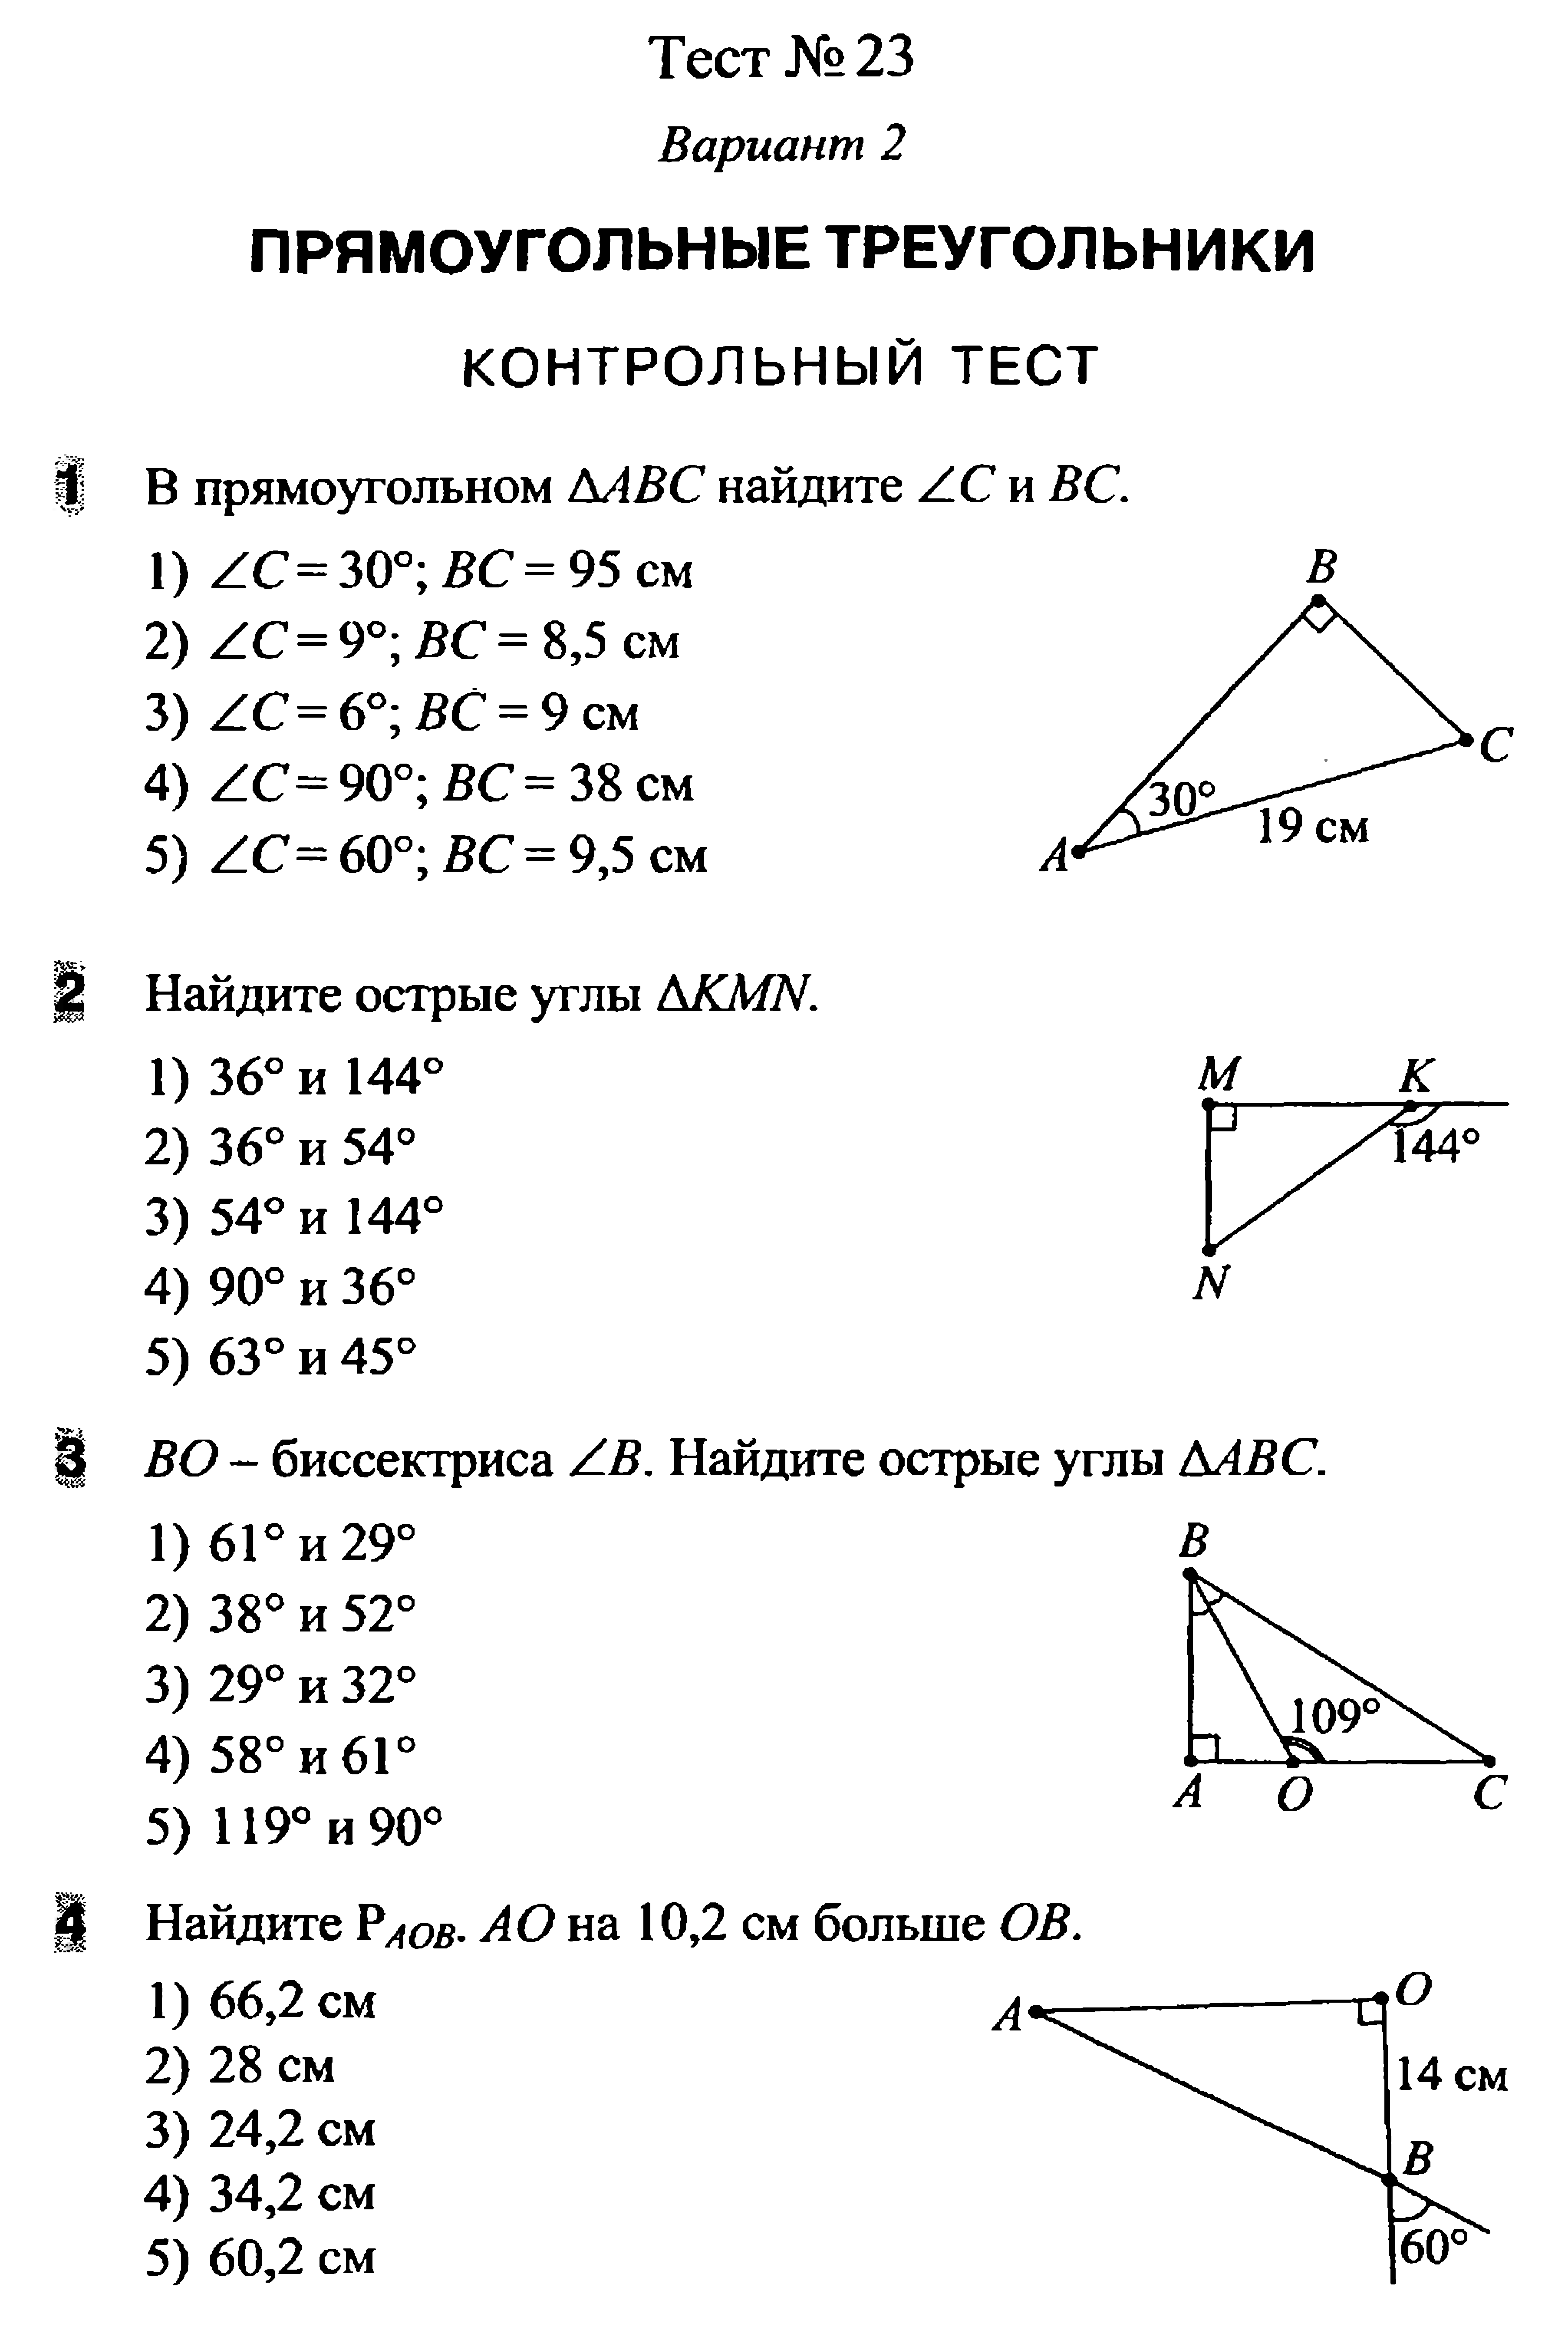 Тест № 23
Вариант 2
ПРЯМОУГОЛЬНЫЕ ТРЕУГОЛЬНИКИ
КОНТРОЛЬНЫЙ ТЕСТ
1 В прямоугольном ΔABC найдите ∠C и BC.
1) ∠C = 30°; BC = 95 см
2) ∠C = 9°; BC = 8,5 см
3) ∠C = 6°; BC = 9 см
4) ∠C = 90°; BC = 38 см
5) ∠C = 60°; BC = 9,5 см
B
C
30°
19 см
A
2 Найдите острые углы ΔKMN.
1) 36° и 144°
2) 36° и 54°
3) 54° и 144°
4) 90° и 36°
5) 63° и 45°
M K
144°
N
3 BO – биссектриса ∠B. Найдите острые углы ΔABC.
1) 61° и 29°
2) 38° и 52°
3) 29° и 32°
4) 58° и 61°
5) 119° и 90°
B
109°
A O C
4 Найдите P_AOB. AO на 10,2 см больше OB.
1) 66,2 см
2) 28 см
3) 24,2 см
4) 34,2 см
5) 60,2 см
A O
14 см
B
60°